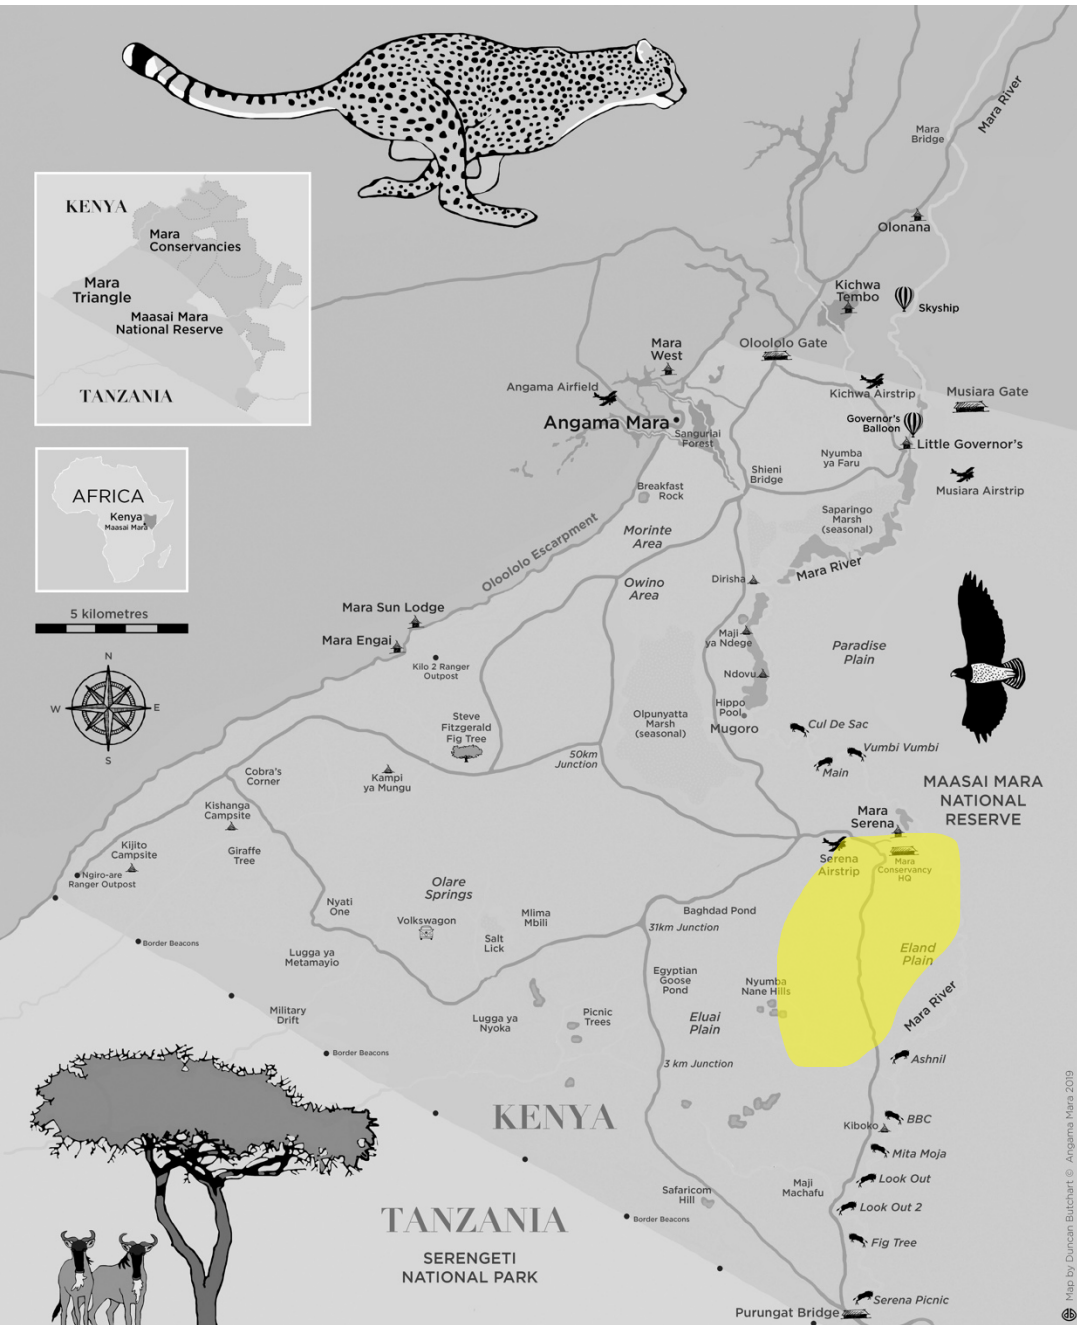 Mara River
Mara
Bridge
Olonana
KENYA
Mara
Conservancies
Mara
Triangle
Maasai Mara
National Reserve
TANZANIA
Kichwa
Tembo
Skyship
Mara
West
Oloololo Gate
Angama Airfield
Kichwa Airstrip
Musiara Gate
Angama Mara
Governor's
Balloon
Sangurlai
Forest
Little Governor's
Nyumba
ya Faru
Shieni
Bridge
Musiara Airstrip
AFRICA
Kenya
Maasai Mara
Breakfast
Rock
Saparingo
Marsh
(seasonal)
Morinte
Area
Oloololo Escarpment
Mara River
5 kilometres
Dirisha
Owino
Area
Mara Sun Lodge
Mara Engai
Maji
ya Ndege
Paradise
Plain
N
W
E
S
Kilo 2 Ranger
Outpost
Ndovu
Hippo
Pool
Mugoro
Steve
Fitzgerald
Fig Tree
Olpunyatta
Marsh
(seasonal)
Cul De Sac
Vumbi Vumbi
Main
50km
Junction
Cobra's
Corner
Kampi
ya Mungu
MAASAI MARA
NATIONAL
RESERVE
Kishanga
Campsite
Mara
Serena
Kijito
Campsite
Giraffe
Tree
Serena
Airstrip
Mara
Conservancy
HQ
Ngiro-are
Ranger Outpost
Olare
Springs
Nyati
One
Volkswagon
Mlima
Mbili
Baghdad Pond
31km Junction
Border Beacons
Salt
Lick
Lugga ya
Metamayio
Eland
Plain
Egyptian
Goose
Pond
Nyumba
Nane Hills
Mara River
Military
Drift
Lugga ya
Nyoka
Picnic
Trees
Eluai
Plain
Border Beacons
3 km Junction
Ashnil
KENYA
BBC
Kiboko
Mita Moja
Look Out
Maji
Machafu
Safaricom
Hill
Look Out 2
TANZANIA
Border Beacons
Fig Tree
SERENGETI
NATIONAL PARK
Serena Picnic
Purungat Bridge
Map by Duncan Butchart © Angama Mara 2019